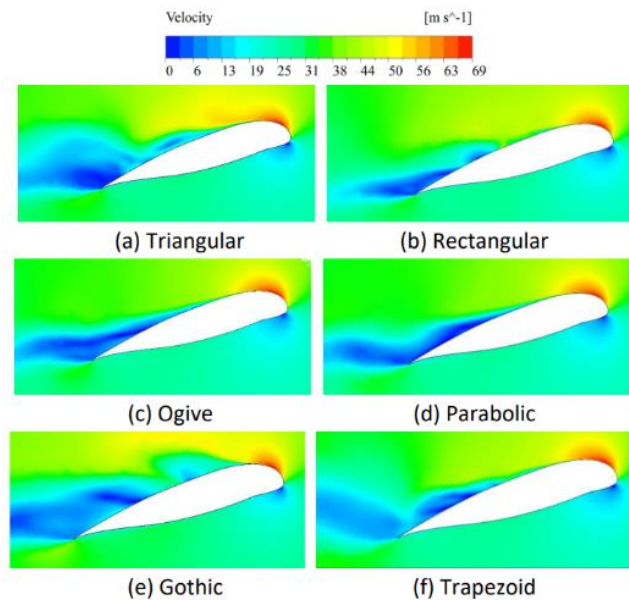 Velocity [m s^-1]
0 6 13 19 25 31 38 44 50 56 63 69
(a) Triangular (b) Rectangular
(c) Ogive (d) Parabolic
(e) Gothic (f) Trapezoid